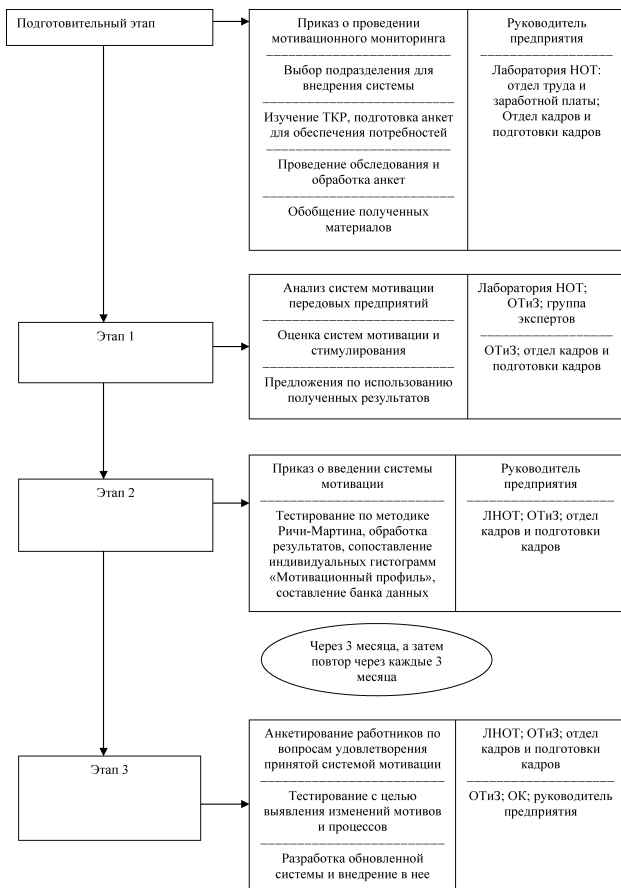 Подготовительный этап
Приказ о проведении
мотивационного мониторинга
Выбор подразделения для
внедрения системы
Изучение ТКР, подготовка анкет
для обеспечения потребностей
Проведение обследования и
обработка анкет
Обобщение полученных
материалов
Руководитель
предприятия
Лаборатория НОТ:
отдел труда и
заработной платы;
Отдел кадров и
подготовки кадров
Этап 1
Анализ систем мотивации
передовых предприятий
Оценка систем мотивации и
стимулирования
Предложения по использованию
полученных результатов
Лаборатория НОТ;
ОТиЗ; группа
экспертов
ОТиЗ; отдел кадров и
подготовки кадров
Этап 2
Приказ о введении системы
мотивации
Тестирование по методике
Ричи-Мартина, обработка
результатов, сопоставление
индивидуальных гистограмм
«Мотивационный профиль»,
составление банка данных
Руководитель
предприятия
ЛНОТ; ОТиЗ; отдел
кадров и подготовки
кадров
Через 3 месяца, а затем
повтор через каждые 3
месяца
Этап 3
Анкетирование работников по
вопросам удовлетворения
принятой системой мотивации
Тестирование с целью
выявления изменений мотивов
и процессов
Разработка обновленной
системы и внедрение в нее
ЛНОТ; ОТиЗ; отдел
кадров и подготовки
кадров
ОТиЗ; ОК; руководитель
предприятия